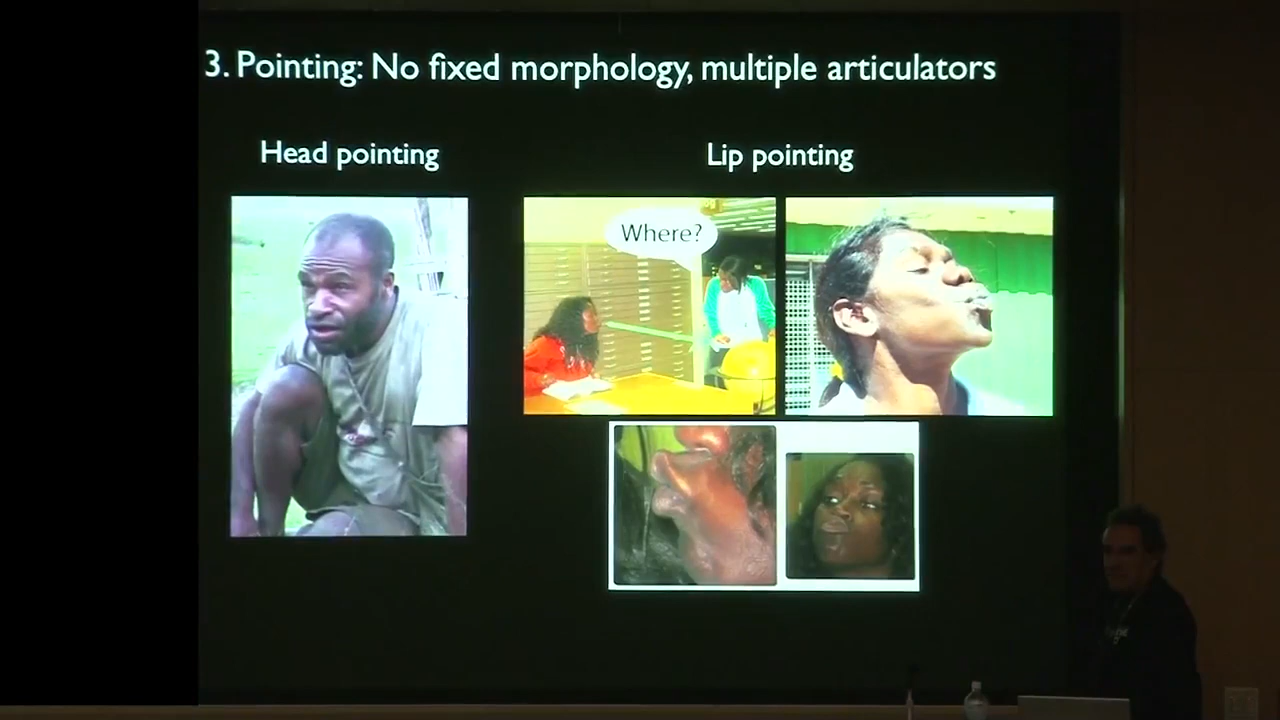 3. Pointing: No fixed morphology, multiple articulators
Head pointing
Lip pointing
Where?